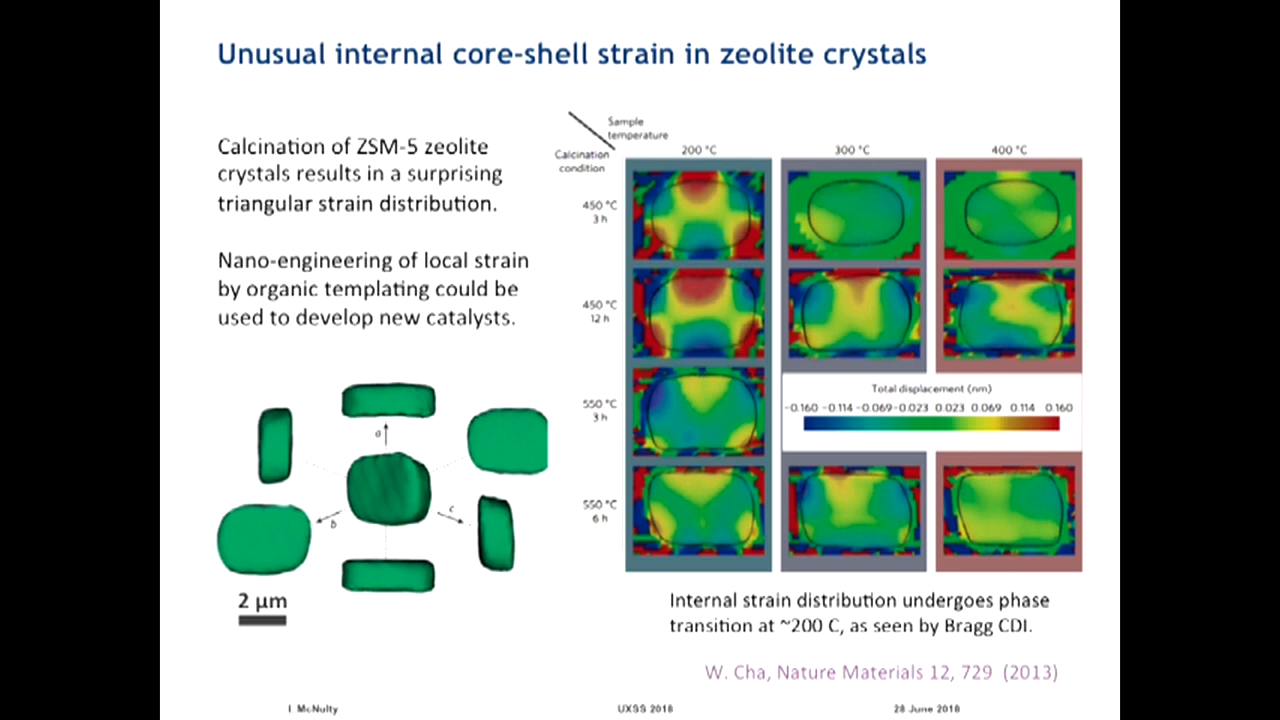 Unusual internal core-shell strain in zeolite crystals
Calcination of ZSM-5 zeolite
crystals results in a surprising
triangular strain distribution.
Nano-engineering of local strain
by organic templating could be
used to develop new catalysts.
a
b
c
2 µm
Sample
temperature
Calcination
condition
200 °C
300 °C
400 °C
450 °C
3 h
450 °C
12 h
550 °C
3 h
550 °C
6 h
Total displacement (nm)
-0.160 -0.114 -0.069 -0.023 0.023 0.069 0.114 0.160
Internal strain distribution undergoes phase
transition at ~200 C, as seen by Bragg CDI.
W. Cha, Nature Materials 12, 729 (2013)
I. McNulty
UXSS 2018
28 June 2018